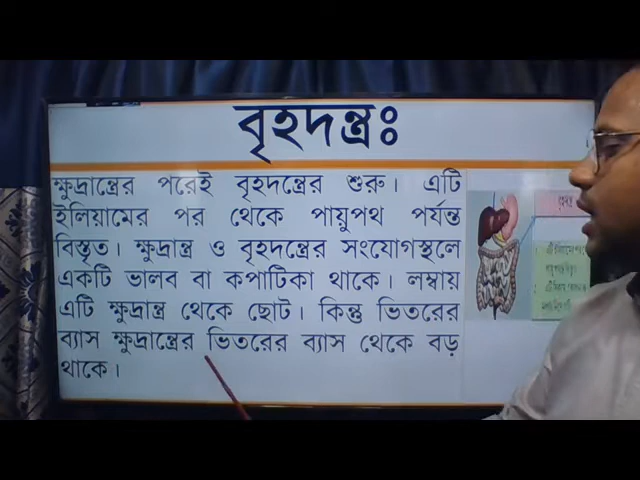 বৃহদন্ত্রঃ
ক্ষুদ্রান্ত্রের পরেই বৃহদন্ত্রের শুরু। এটি
ইলিয়ামের পর থেকে পায়ুপথ পর্যন্ত
বিস্তৃত। ক্ষুদ্রান্ত্র ও বৃহদন্ত্রের সংযোগস্থলে
একটি ভালব বা কপাটিকা থাকে। লম্বায়
এটি ক্ষুদ্রান্ত্র থেকে ছোট। কিন্তু ভিতরের
ব্যাস ক্ষুদ্রান্ত্রের ভিতরের ব্যাস থেকে বড়
থাকে।